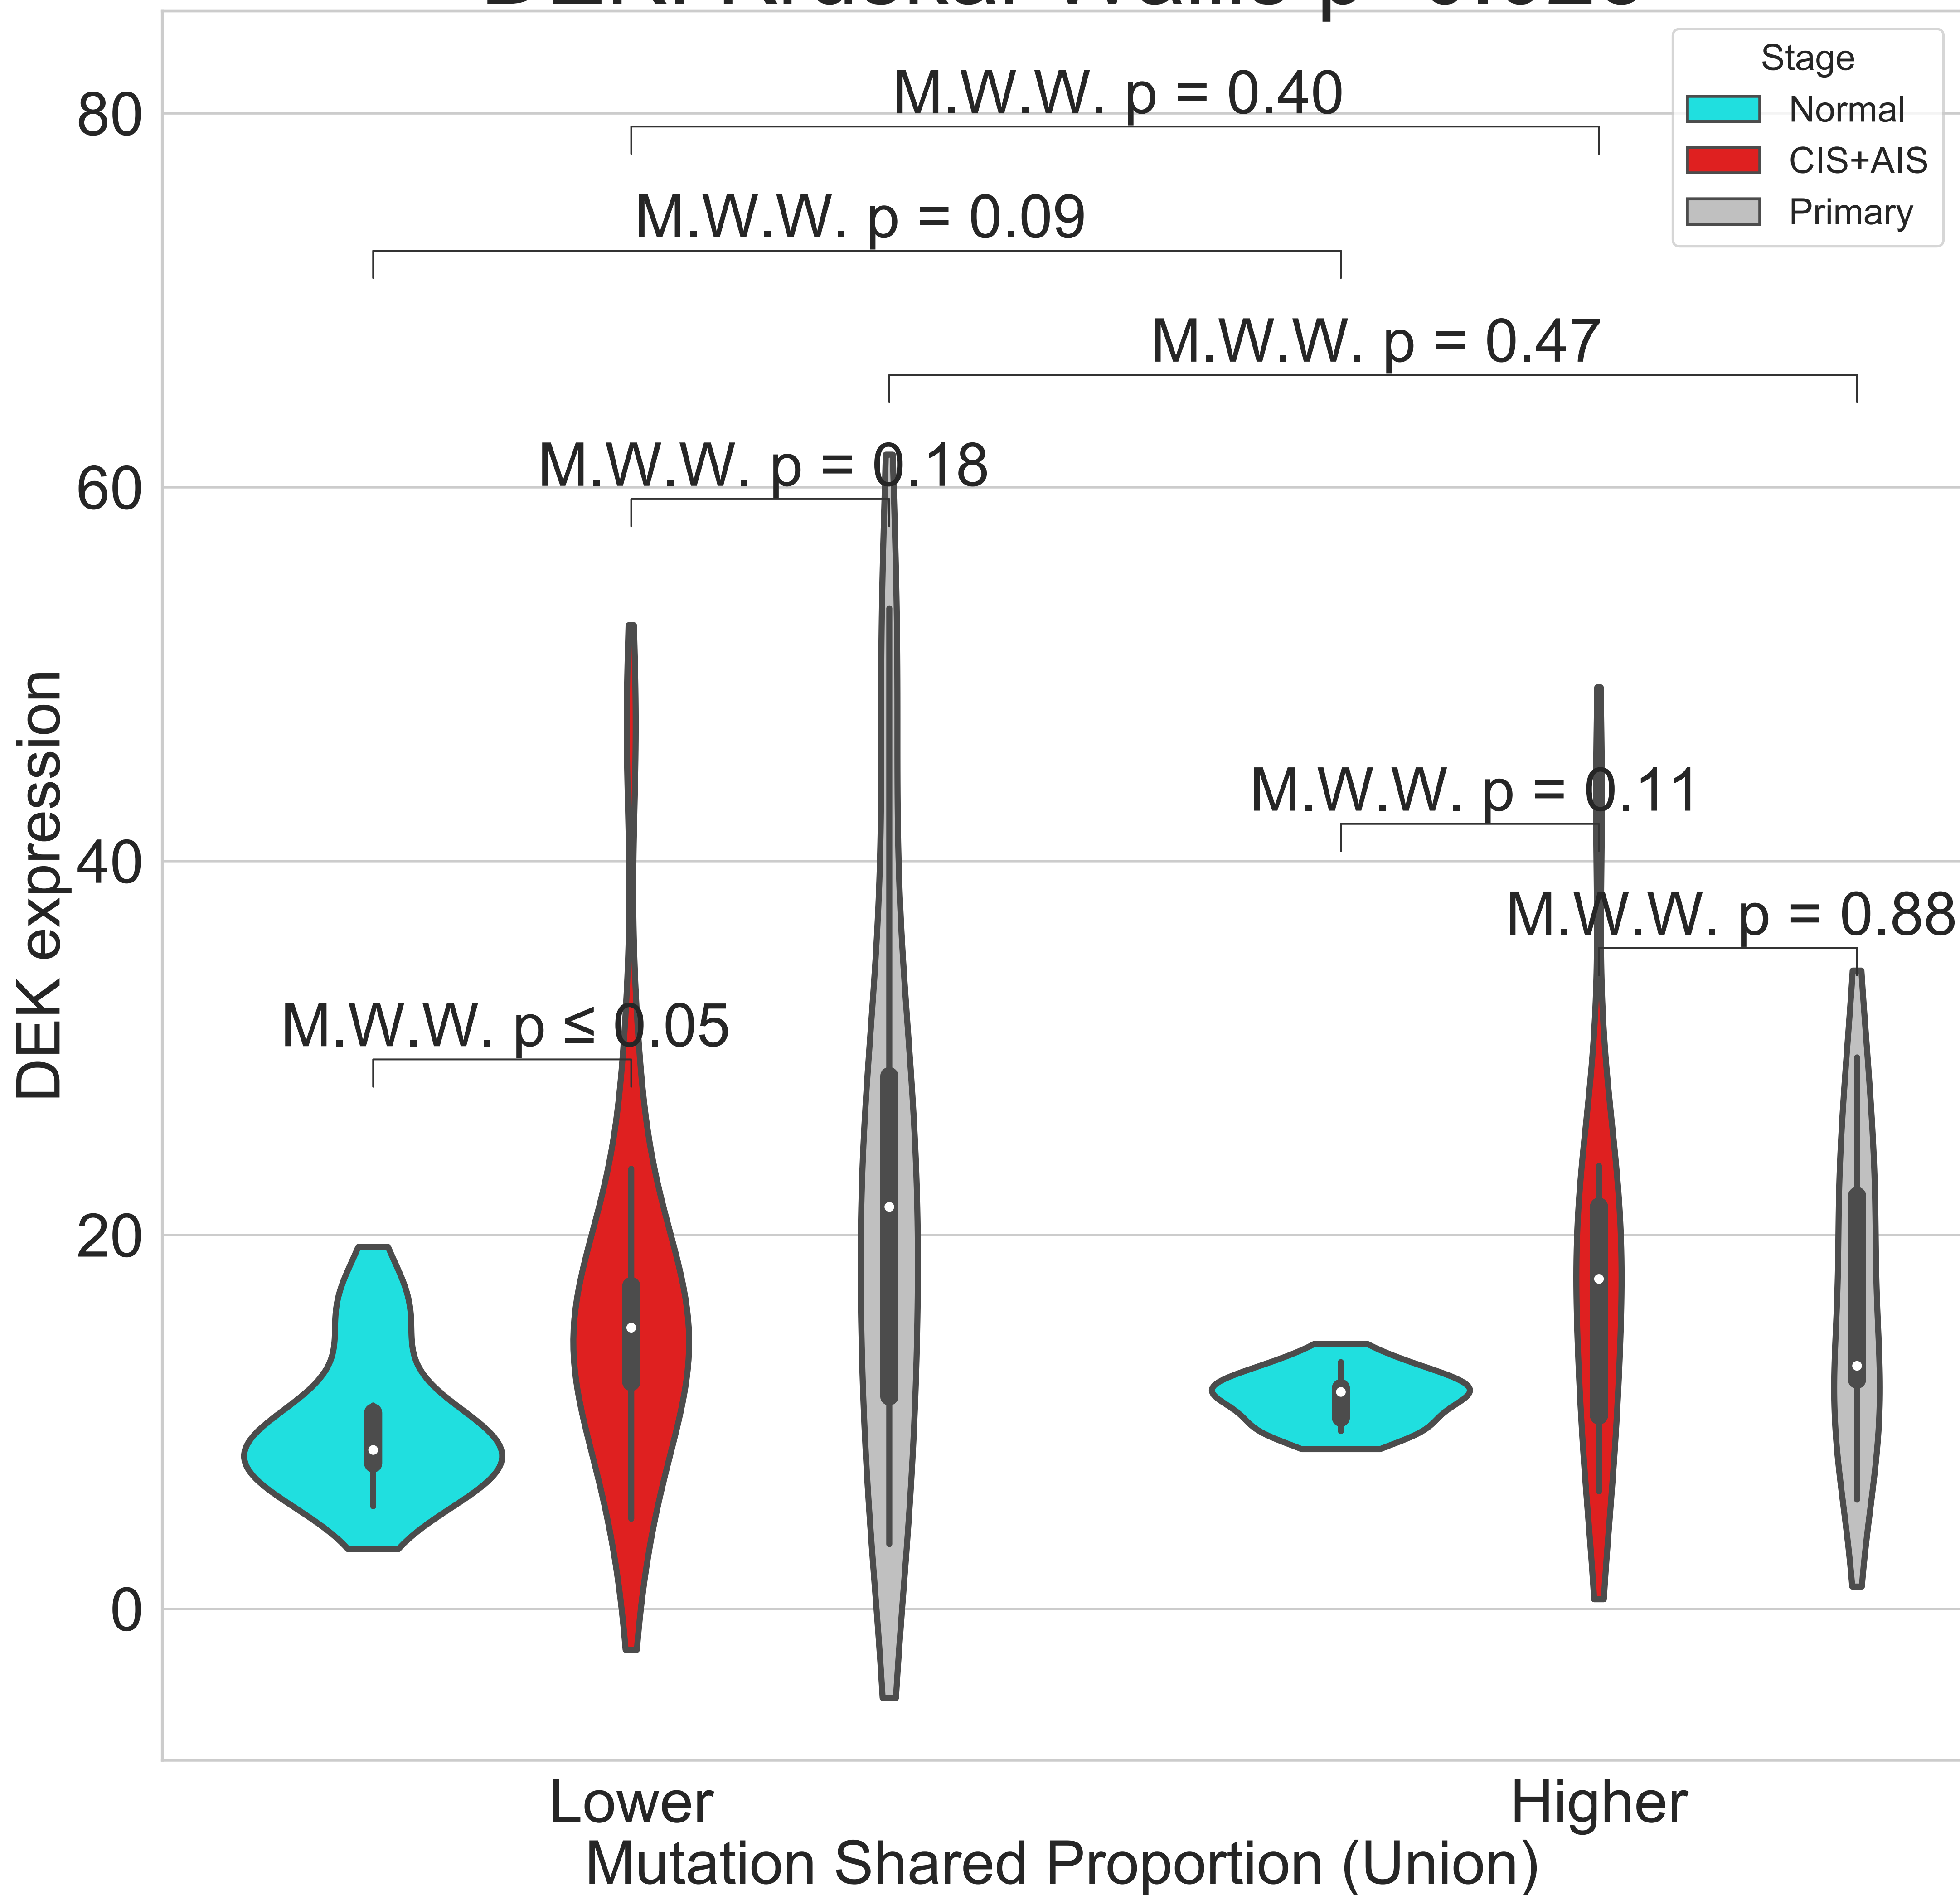 Stage
Normal
CIS+AIS
Primary
M.W.W. p = 0.40
M.W.W. p = 0.09
M.W.W. p = 0.47
M.W.W. p = 0.18
M.W.W. p = 0.11
M.W.W. p = 0.88
M.W.W. p ≤ 0.05
80
60
40
20
0
DEK expression
Lower
Higher
Mutation Shared Proportion (Union)